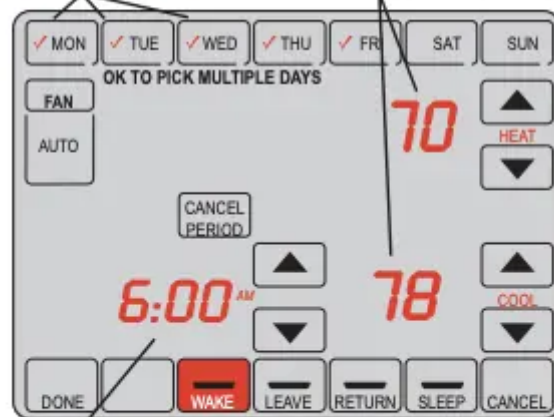 ✓ MON ✓ TUE ✓ WED ✓ THU ✓ FRI SAT SUN
OK TO PICK MULTIPLE DAYS
FAN
AUTO
70
HEAT
CANCEL
PERIOD
6:00 AM
78
COOL
DONE WAKE LEAVE RETURN SLEEP CANCEL